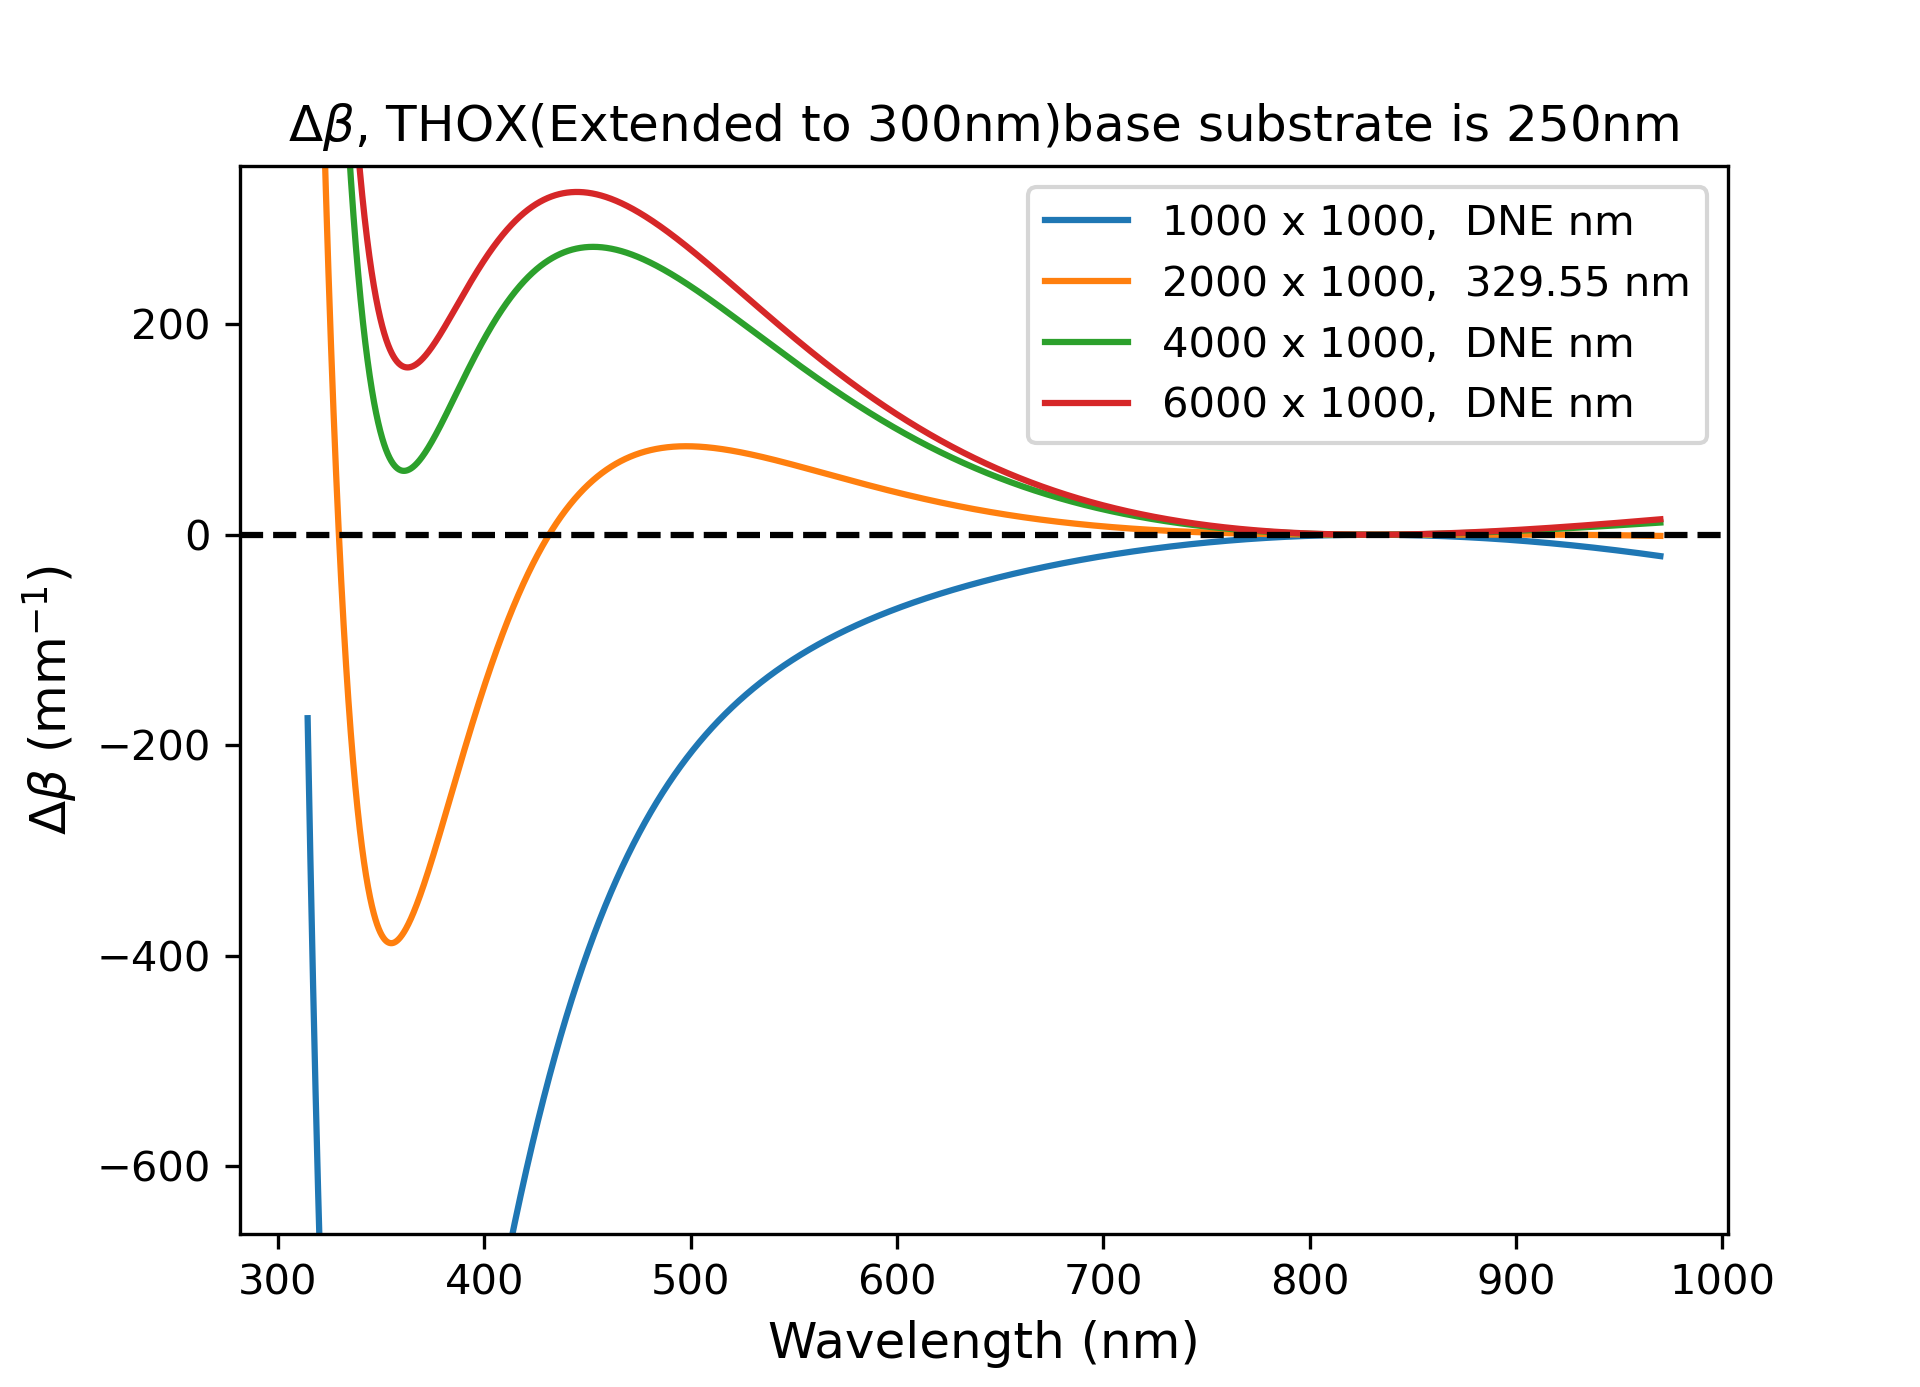 Δβ, THOX(Extended to 300nm)base substrate is 250nm
1000 x 1000,  DNE nm
2000 x 1000,  329.55 nm
4000 x 1000,  DNE nm
6000 x 1000,  DNE nm
200
0
−200
−400
−600
Δβ (mm⁻¹)
300
400
500
600
700
800
900
1000
Wavelength (nm)